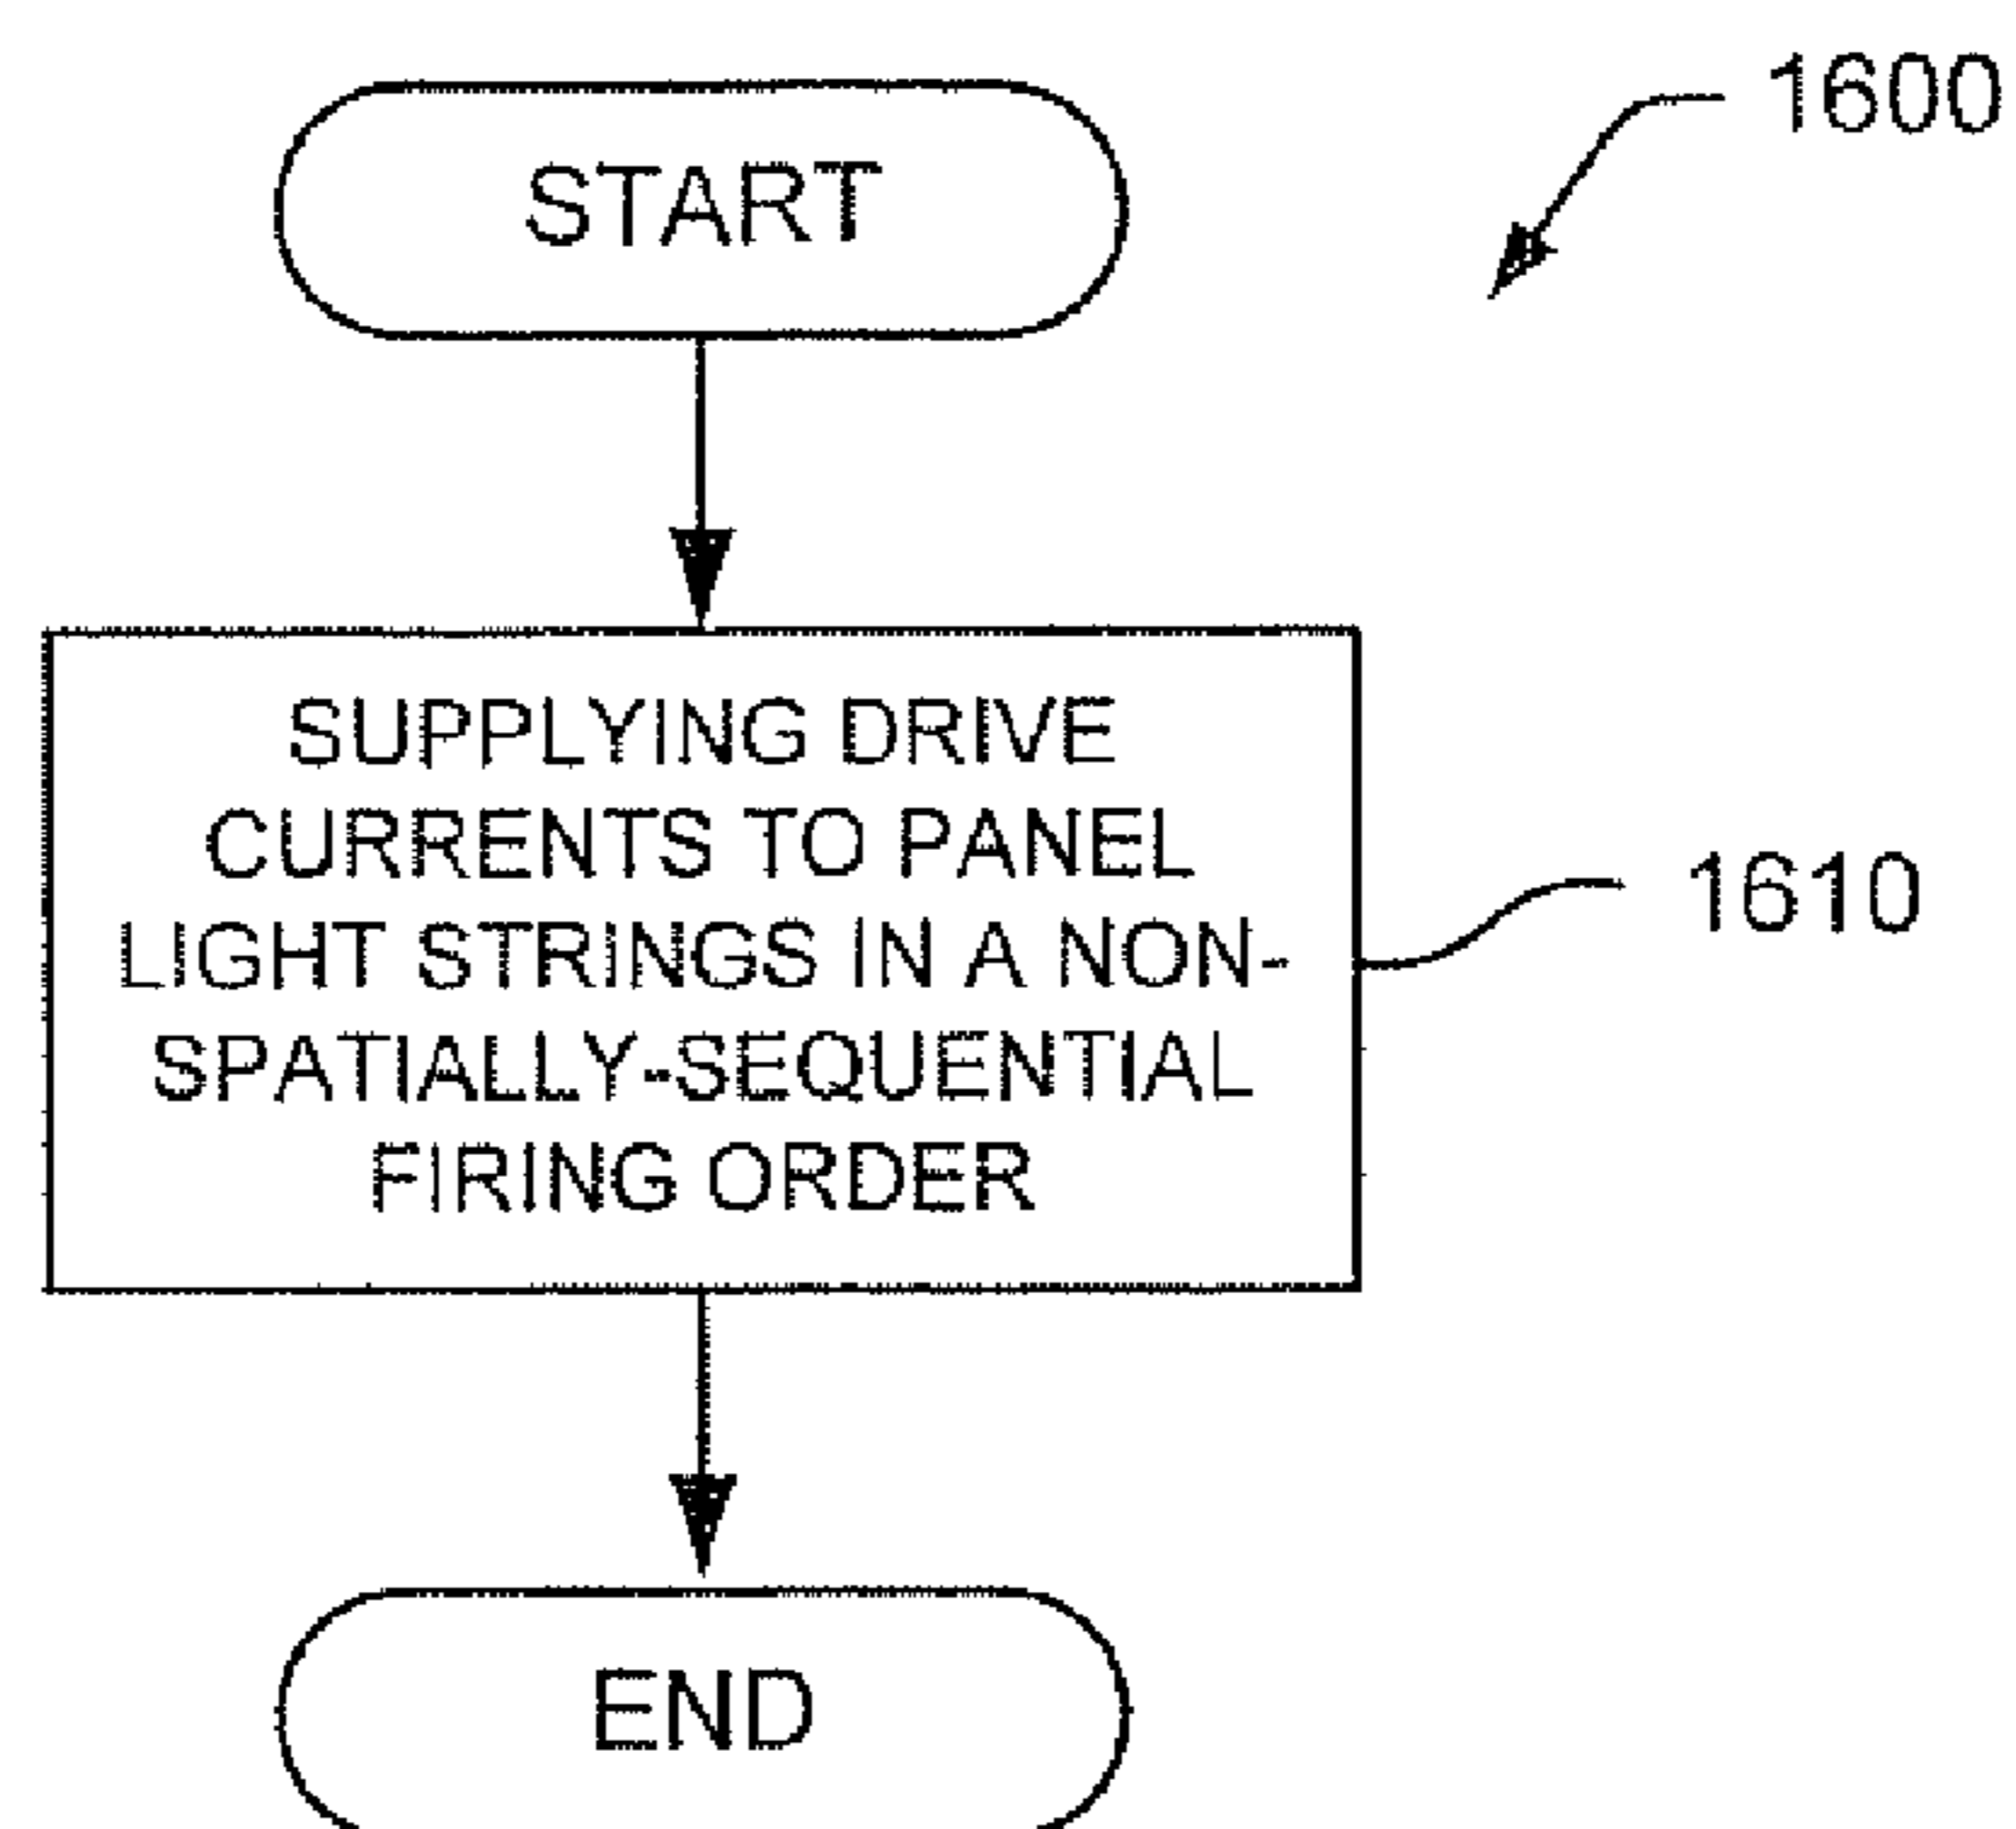 1600
START
SUPPLYING DRIVE
CURRENTS TO PANEL
LIGHT STRINGS IN A NON-
SPATIALLY-SEQUENTIAL
FIRING ORDER
1610
END